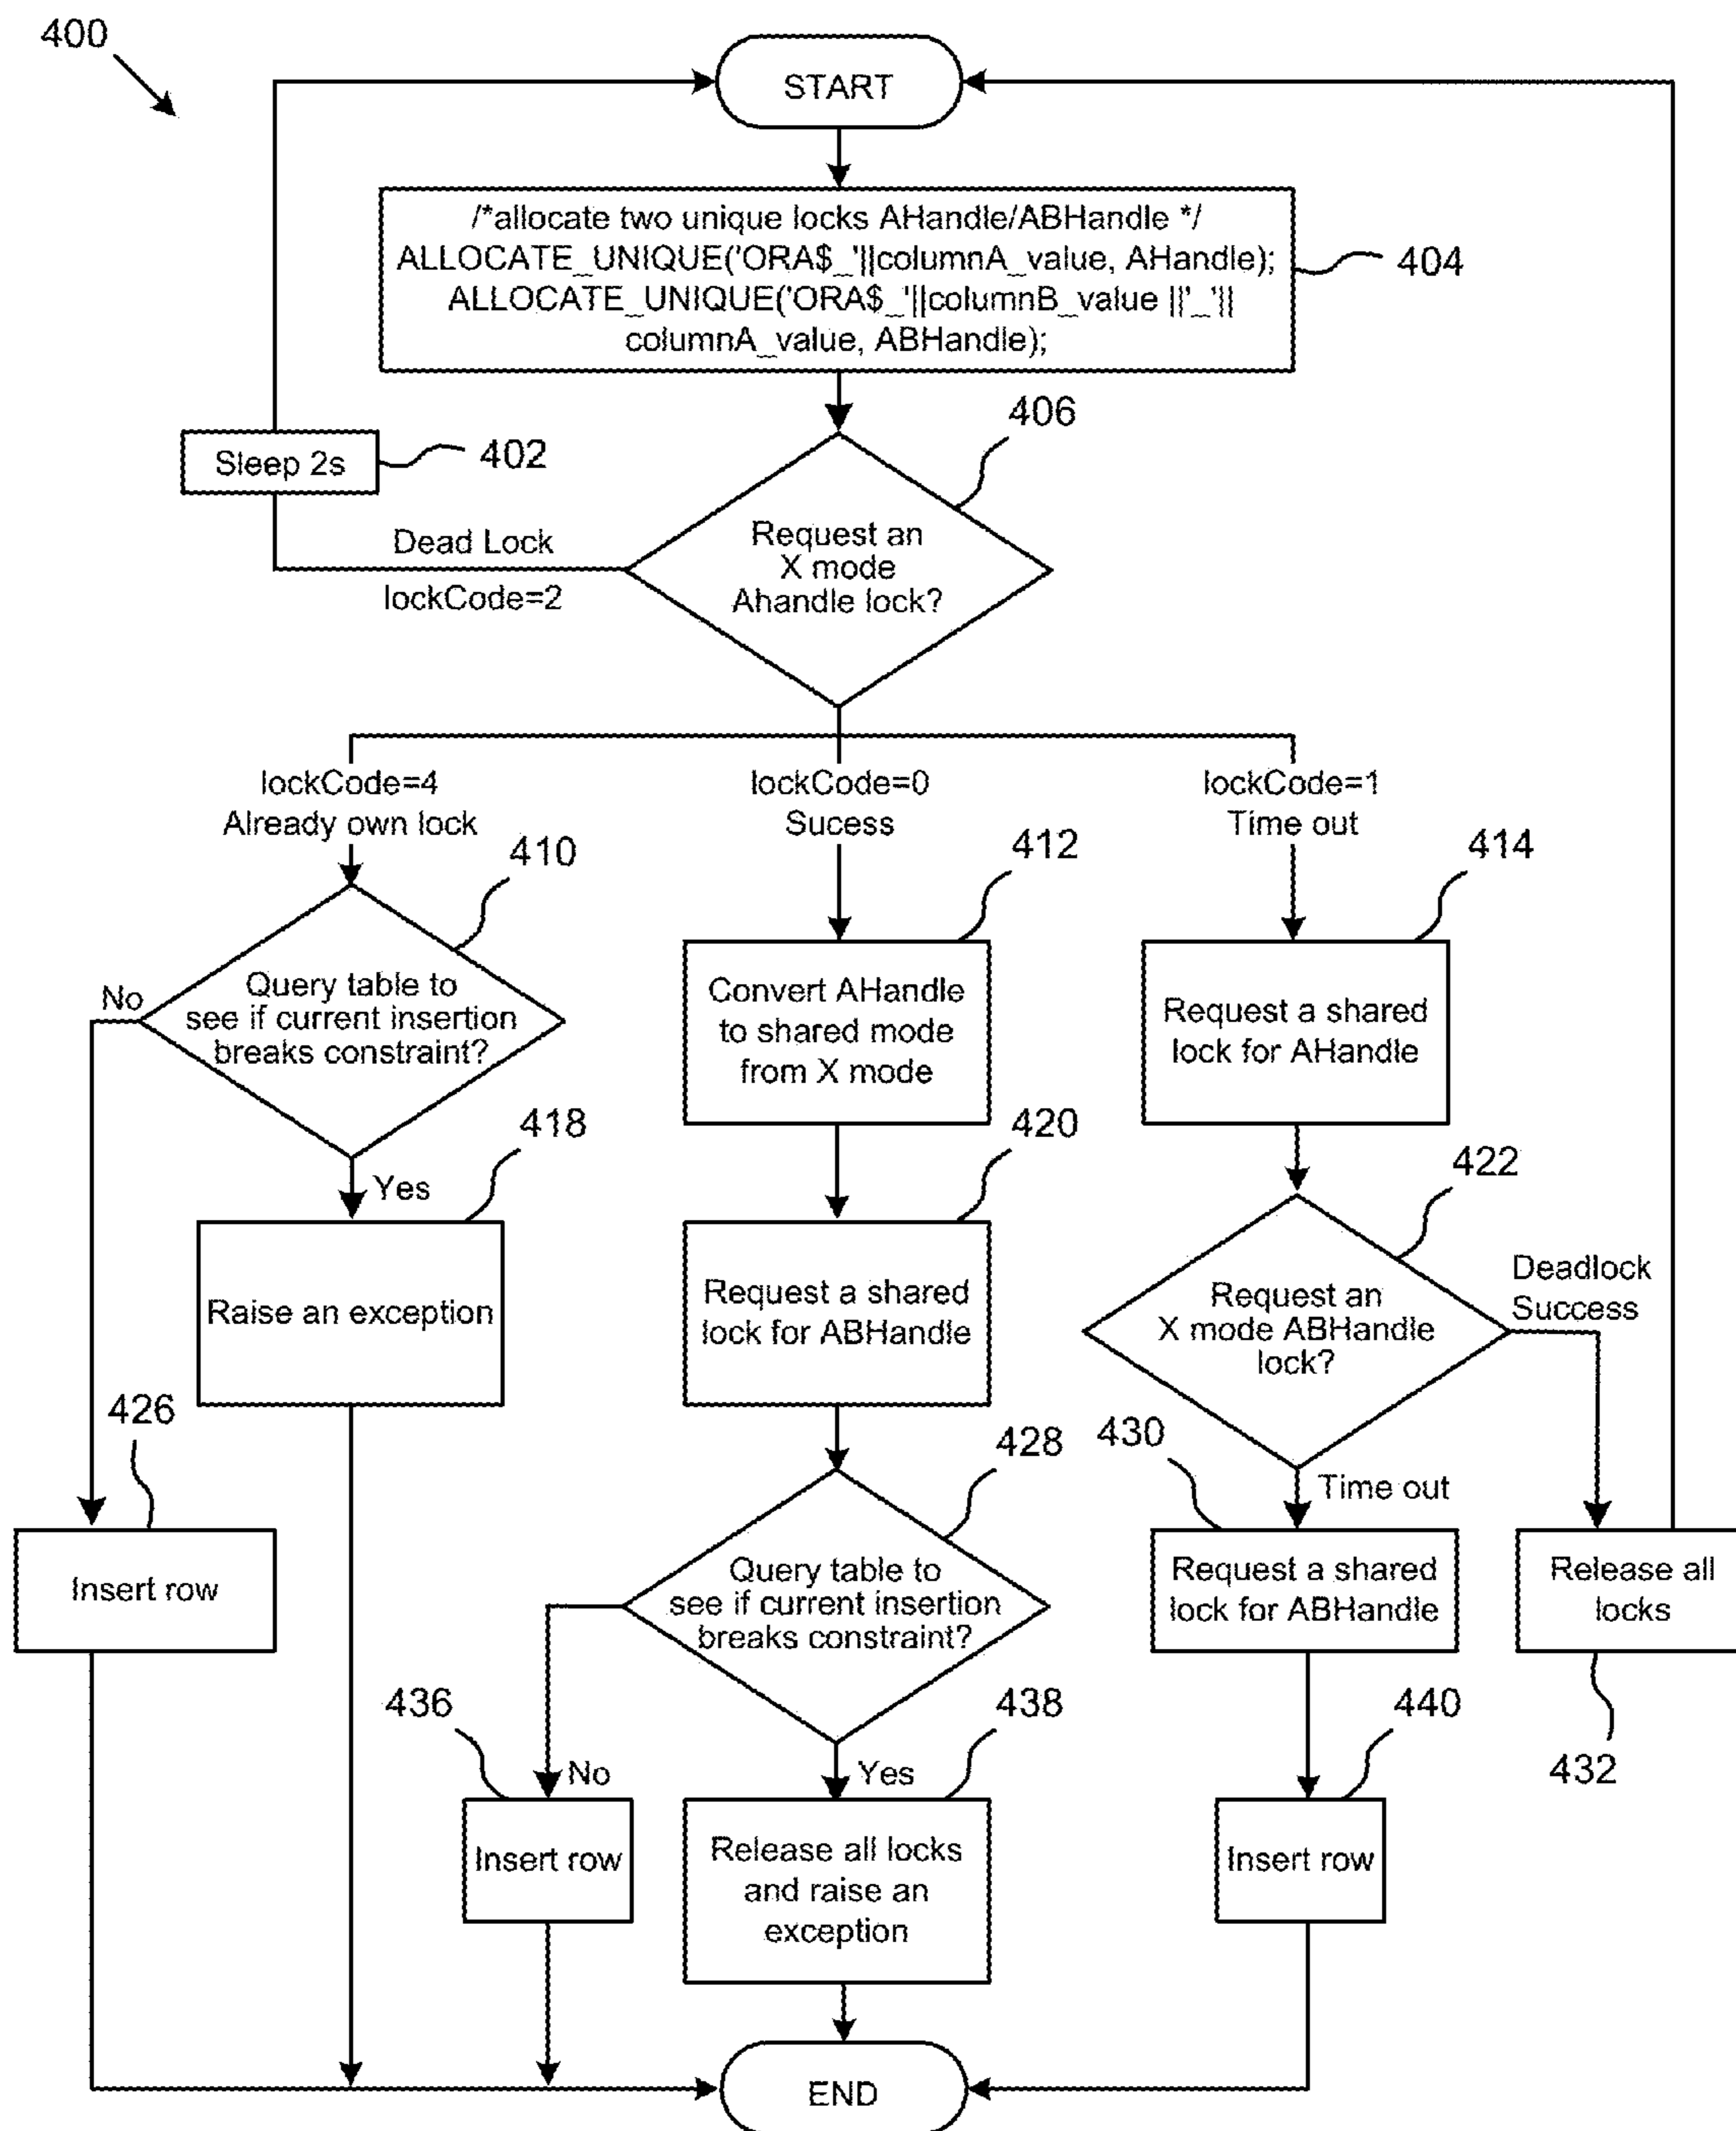 400
START
/*allocate two unique locks AHandle/ABHandle */
ALLOCATE_UNIQUE('ORA$_'||columnA_value, AHandle);
ALLOCATE_UNIQUE('ORA$_'||columnB_value ||'_'||
columnA_value, ABHandle);
404
406
Sleep 2s
402
Dead Lock
lockCode=2
Request an
X mode
Ahandle lock?
lockCode=4
Already own lock
lockCode=0
Sucess
lockCode=1
Time out
410
412
414
No
Query table to
see if current insertion
breaks constraint?
Convert AHandle
to shared mode
from X mode
Request a shared
lock for AHandle
Yes
418
420
422
Raise an exception
Request a shared
lock for ABHandle
Request an
X mode ABHandle
lock?
Deadlock
Success
426
428
430
Time out
Insert row
Query table to
see if current insertion
breaks constraint?
Request a shared
lock for ABHandle
Release all
locks
432
436
No
Yes
438
440
Insert row
Release all locks
and raise an
exception
Insert row
END